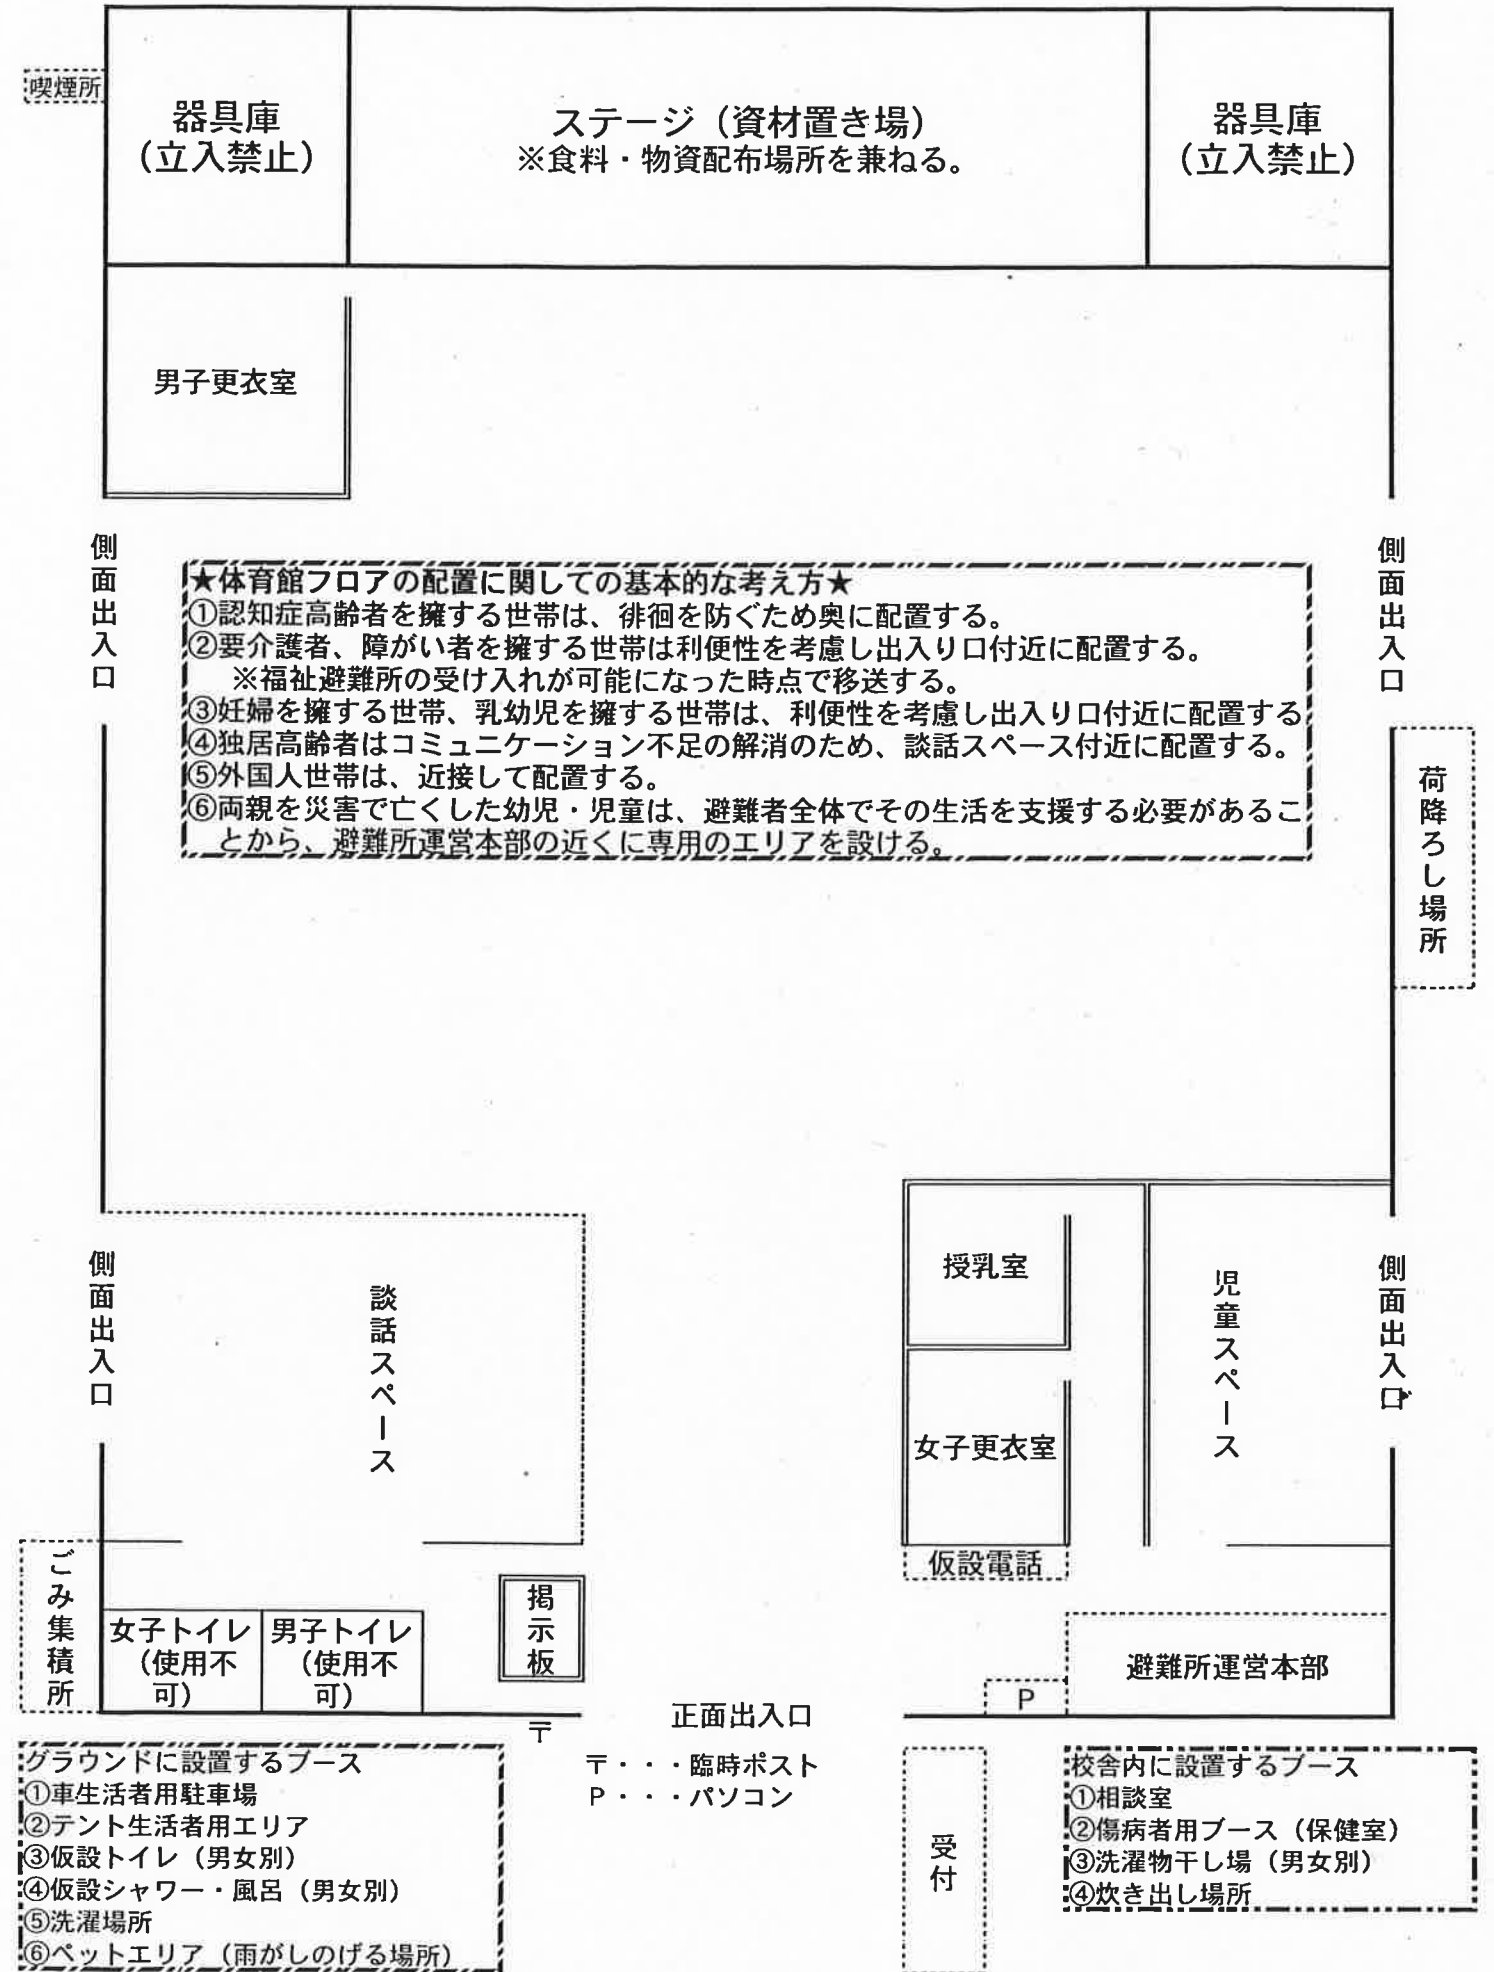 喫煙所
器具庫
（立入禁止）
ステージ（資材置き場）
※食料・物資配布場所を兼ねる。
器具庫
（立入禁止）
男子更衣室
側面出入口
側面出入口
★体育館フロアの配置に関しての基本的な考え方★
①認知症高齢者を擁する世帯は、徘徊を防ぐため奥に配置する。
②要介護者、障がい者を擁する世帯は利便性を考慮し出入り口付近に配置する。
※福祉避難所の受け入れが可能になった時点で移送する。
③妊婦を擁する世帯、乳幼児を擁する世帯は、利便性を考慮し出入り口付近に配置する
④独居高齢者はコミュニケーション不足の解消のため、談話スペース付近に配置する。
⑤外国人世帯は、近接して配置する。
⑥両親を災害で亡くした幼児・児童は、避難者全体でその生活を支援する必要があるこ
とから、避難所運営本部の近くに専用のエリアを設ける。
荷降ろし場所
側面出入口
談話スペース
授乳室
女子更衣室
児童スペース
側面出入口
仮設電話
ごみ集積所
女子トイレ
（使用不
可）
男子トイレ
（使用不
可）
掲示板
避難所運営本部
P
正面出入口
〒
〒・・・臨時ポスト
P・・・パソコン
グラウンドに設置するブース
①車生活者用駐車場
②テント生活者用エリア
③仮設トイレ（男女別）
④仮設シャワー・風呂（男女別）
⑤洗濯場所
⑥ペットエリア（雨がしのげる場所）
受付
校舎内に設置するブース
①相談室
②傷病者用ブース（保健室）
③洗濯物干し場（男女別）
④炊き出し場所